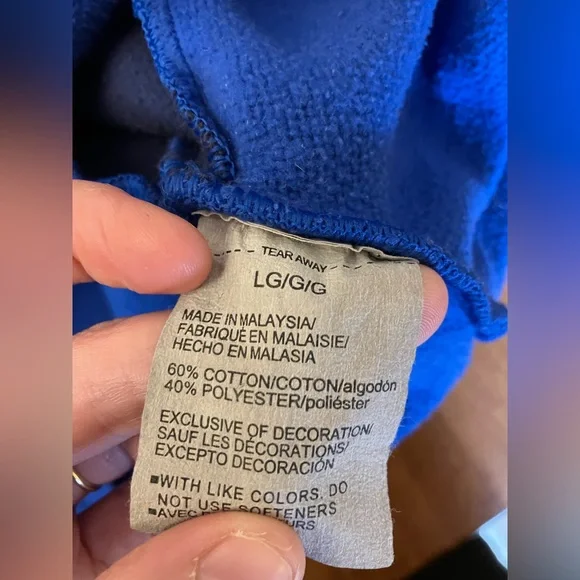 TEAR AWAY
LG/G/G
MADE IN MALAYSIA/
FABRIQUÉ EN MALAISIE/
HECHO EN MALASIA
60% COTTON/COTON/algodón
40% POLYESTER/poliéster
EXCLUSIVE OF DECORATION/
SAUF LES DÉCORATIONS/
EXCEPTO DECORACIÓN
■WITH LIKE COLORS, DO
NOT USE SOFTENERS
■AVEC